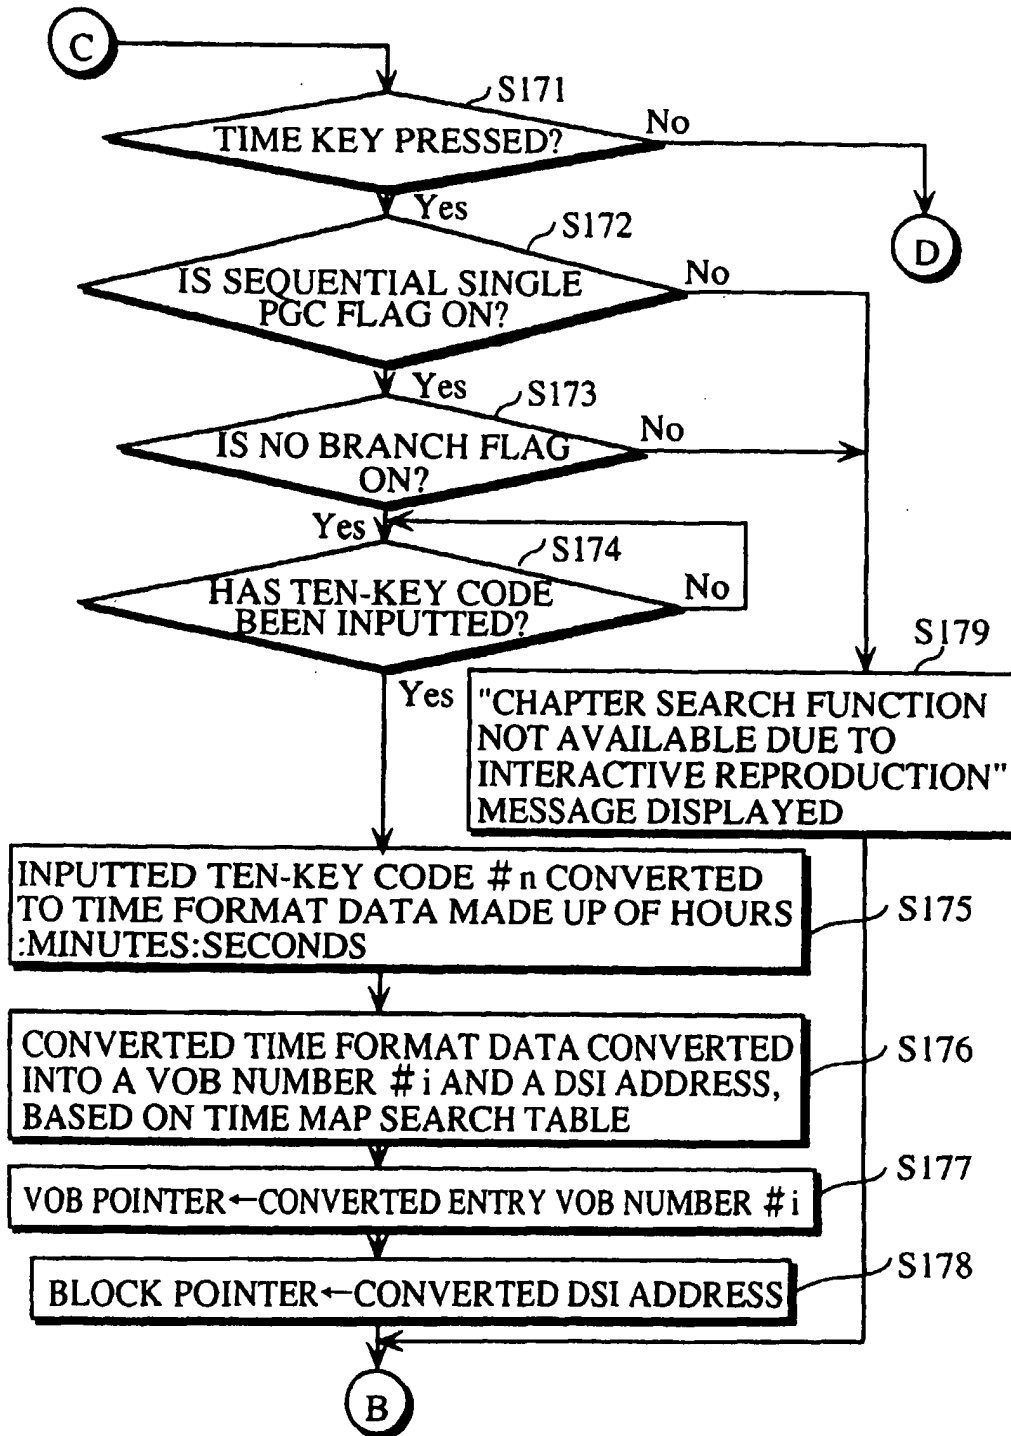 C
S171
TIME KEY PRESSED?
No
Yes
D
S172
IS SEQUENTIAL SINGLE
PGC FLAG ON?
No
Yes
S173
IS NO BRANCH FLAG
ON?
No
Yes
S174
HAS TEN-KEY CODE
BEEN INPUTTED?
No
Yes
S179
"CHAPTER SEARCH FUNCTION
NOT AVAILABLE DUE TO
INTERACTIVE REPRODUCTION"
MESSAGE DISPLAYED
INPUTTED TEN-KEY CODE #n CONVERTED
TO TIME FORMAT DATA MADE UP OF HOURS
:MINUTES:SECONDS
S175
CONVERTED TIME FORMAT DATA CONVERTED
INTO A VOB NUMBER #i AND A DSI ADDRESS,
BASED ON TIME MAP SEARCH TABLE
S176
VOB POINTER←CONVERTED ENTRY VOB NUMBER #i
S177
BLOCK POINTER←CONVERTED DSI ADDRESS
S178
B